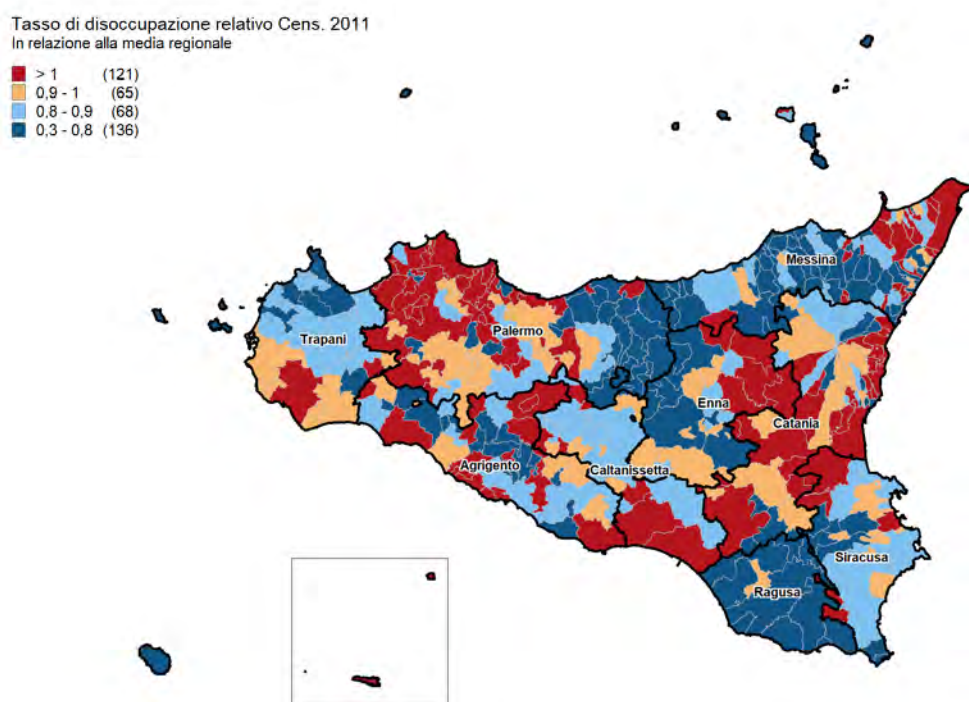 Tasso di disoccupazione relativo Cens. 2011
In relazione alla media regionale
> 1 (121)
0,9 - 1 (65)
0,8 - 0,9 (68)
0,3 - 0,8 (136)
Messina
Trapani
Palermo
Enna
Catania
Agrigento
Caltanissetta
Siracusa
Ragusa